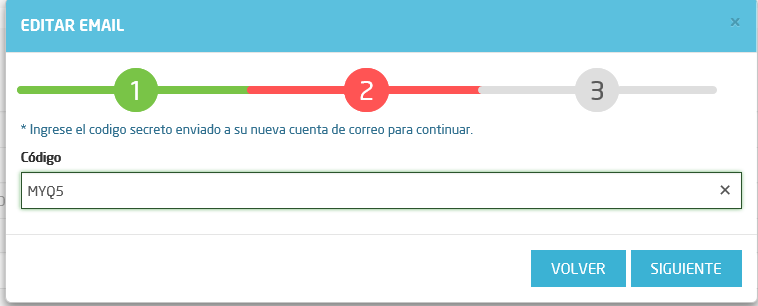 EDITAR EMAIL
×
1 2 3
* Ingrese el codigo secreto enviado a su nueva cuenta de correo para continuar.
Código
MYQ5
VOLVER SIGUIENTE